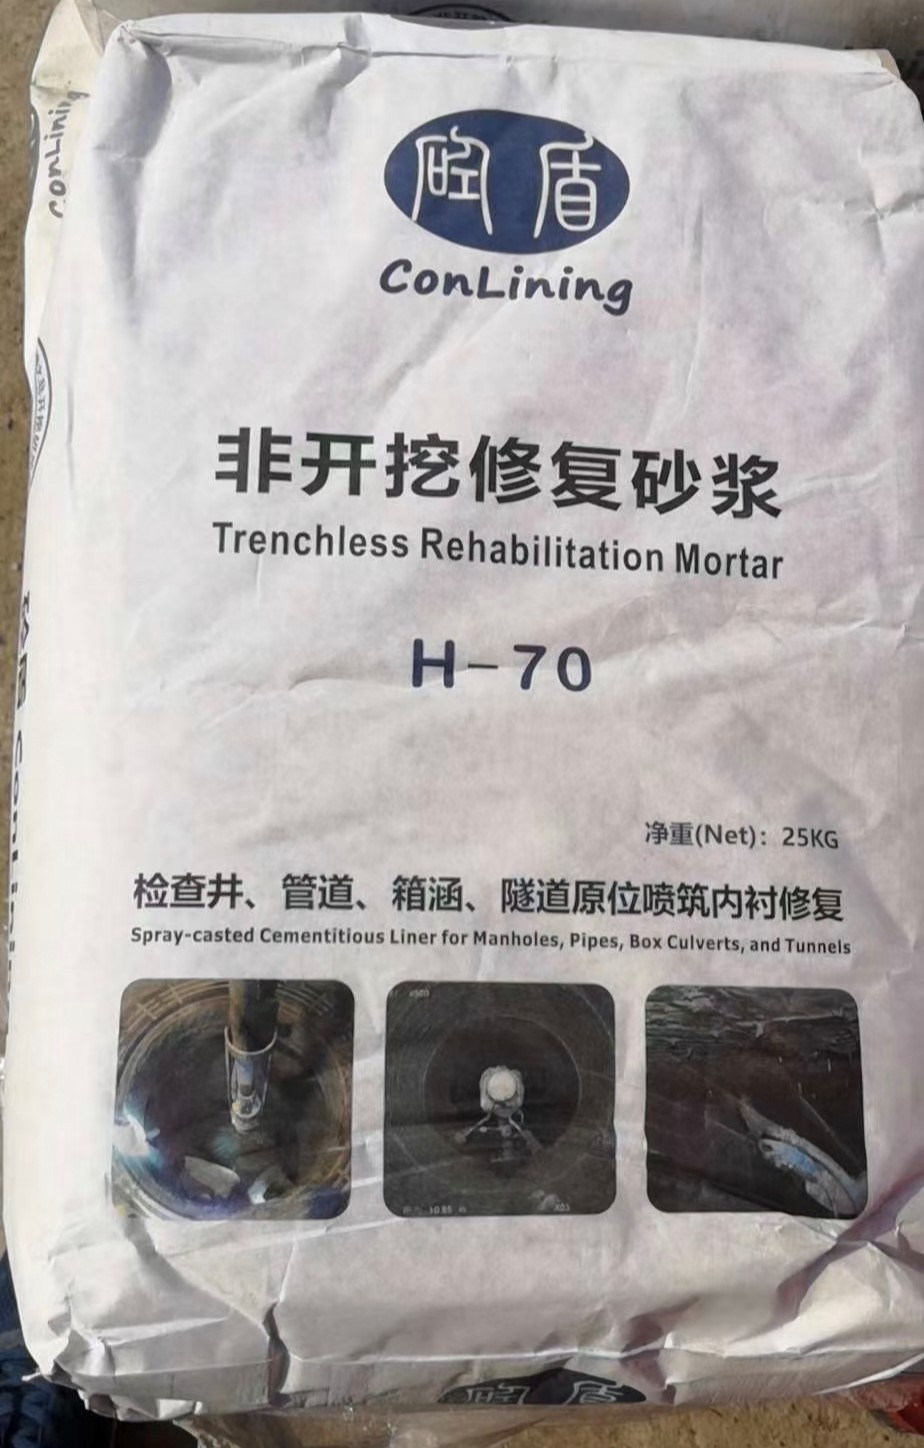 盾
ConLining
非开挖修复砂浆
Trenchless Rehabilitation Mortar
H-70
净重(Net)：25KG
检查井、管道、箱涵、隧道原位喷筑内衬修复
Spray-casted Cementitious Liner for Manholes, Pipes, Box Culverts, and Tunnels
ConLining
盾